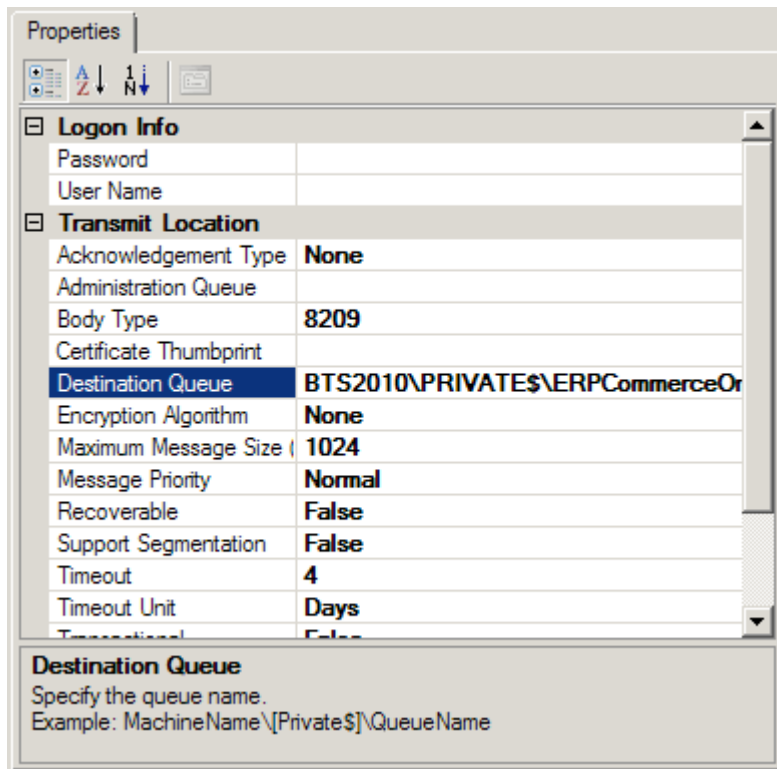 Properties
Logon Info
Password
User Name
Transmit Location
Acknowledgement Type None
Administration Queue
Body Type 8209
Certificate Thumbprint
Destination Queue BTS2010\PRIVATE$\ERPCommerceOr
Encryption Algorithm None
Maximum Message Size ( 1024
Message Priority Normal
Recoverable False
Support Segmentation False
Timeout 4
Timeout Unit Days
Transactional False
Destination Queue
Specify the queue name.
Example: MachineName\[Private$]\QueueName